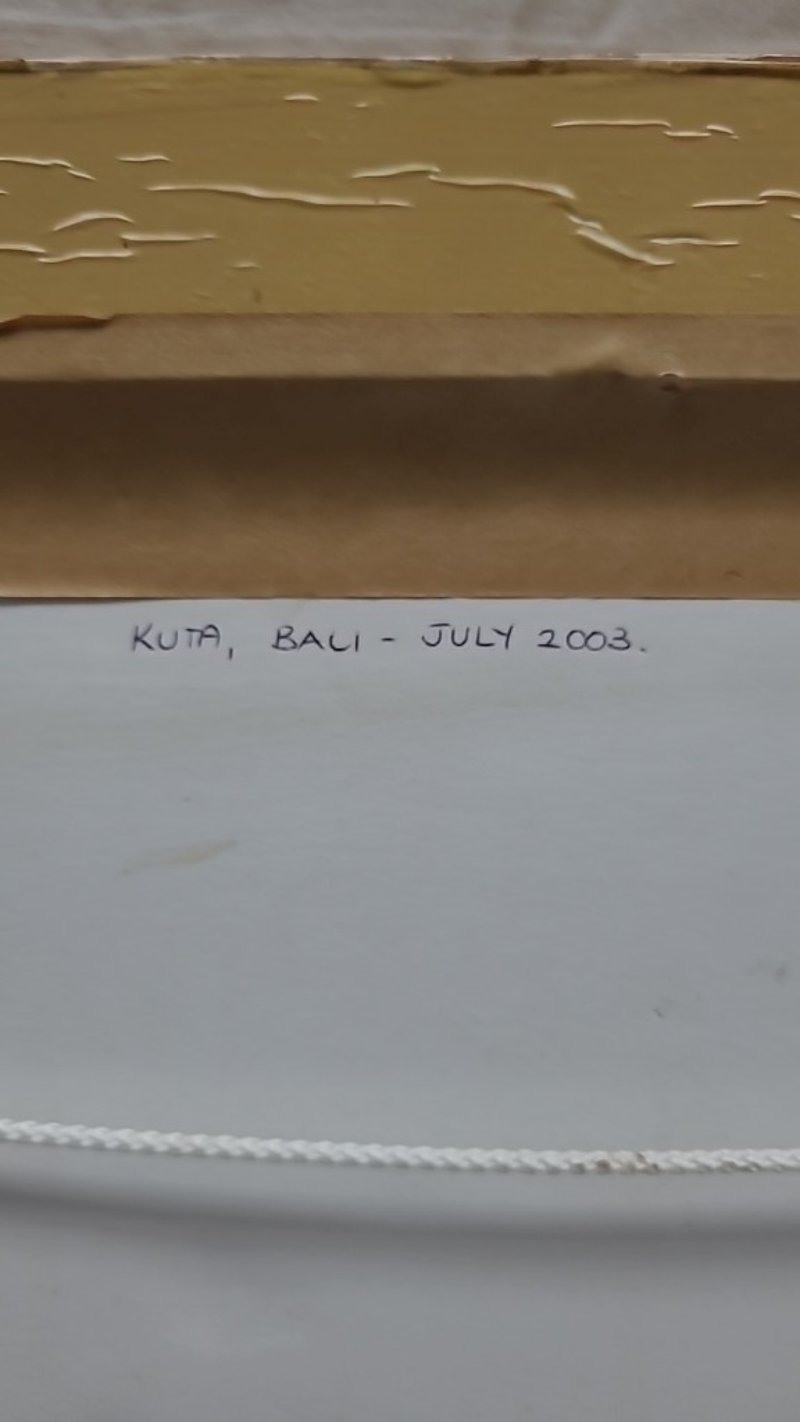 KUTA, BALI - JULY 2003.